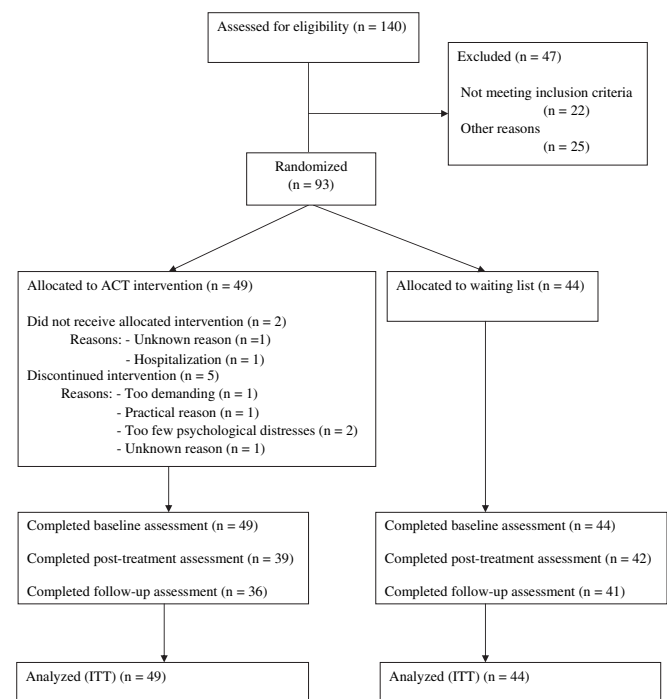 Assessed for eligibility (n = 140)
Excluded (n = 47)
Not meeting inclusion criteria
(n = 22)
Other reasons
(n = 25)
Randomized
(n = 93)
Allocated to ACT intervention (n = 49)
Did not receive allocated intervention (n = 2)
Reasons: - Unknown reason (n =1)
- Hospitalization (n = 1)
Discontinued intervention (n = 5)
Reasons: - Too demanding (n = 1)
- Practical reason (n = 1)
- Too few psychological distresses (n = 2)
- Unknown reason (n = 1)
Allocated to waiting list (n = 44)
Completed baseline assessment (n = 49)
Completed post-treatment assessment (n = 39)
Completed follow-up assessment (n = 36)
Completed baseline assessment (n = 44)
Completed post-treatment assessment (n = 42)
Completed follow-up assessment (n = 41)
Analyzed (ITT) (n = 49)
Analyzed (ITT) (n = 44)